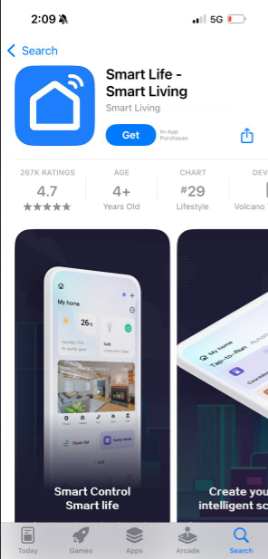 2:09
5G
Search
Smart Life -
Smart Living
Smart Living
Get
In-App
Purchases
267K RATINGS
4.7
AGE
4+
Years Old
CHART
#29
Lifestyle
DEV
Volcano
My home
26
Smart Control
Smart life
My home
Tap-to-Run
Create you
intelligent sc
Today
Games
Apps
Arcade
Search